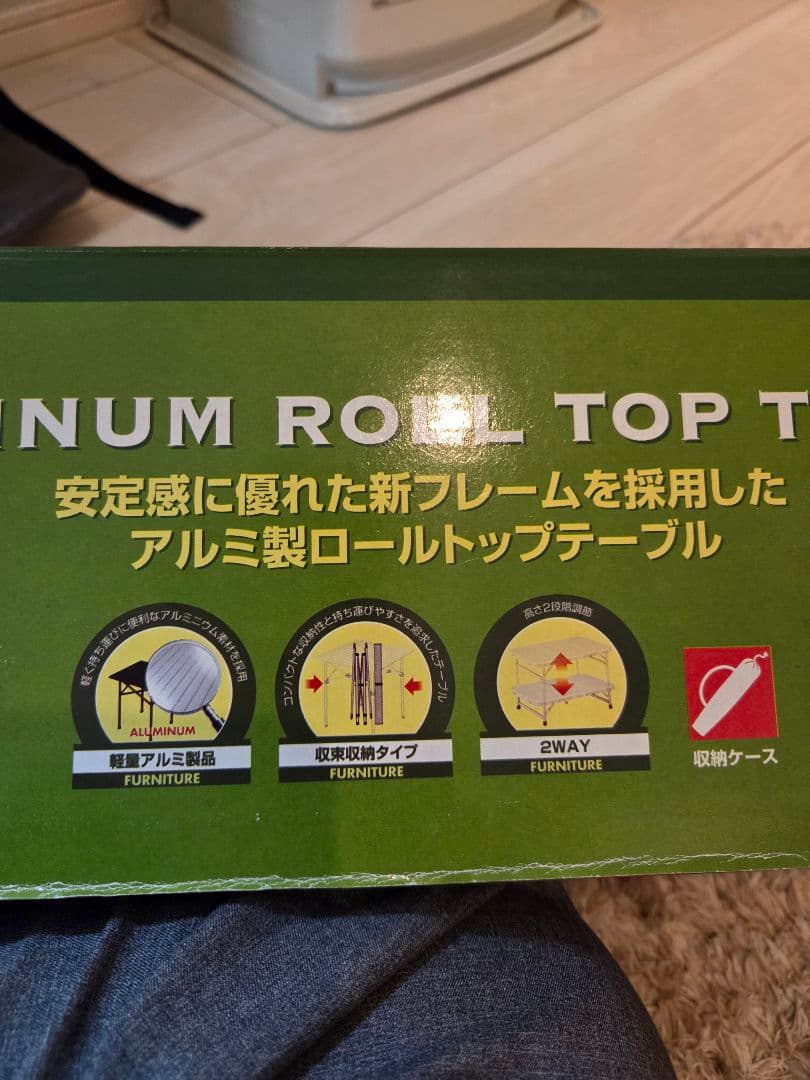 INUM ROLL TOP T
安定感に優れた新フレームを採用した
アルミ製ロールトップテーブル
軽く持ち運びに便利なアルミニウム素材を採用
ALUMINUM
軽量アルミ製品
FURNITURE
コンパクトな収納性と持ち運びやすさを追求したテーブル
収束収納タイプ
FURNITURE
高さ2段階調節
2WAY
FURNITURE
収納ケース